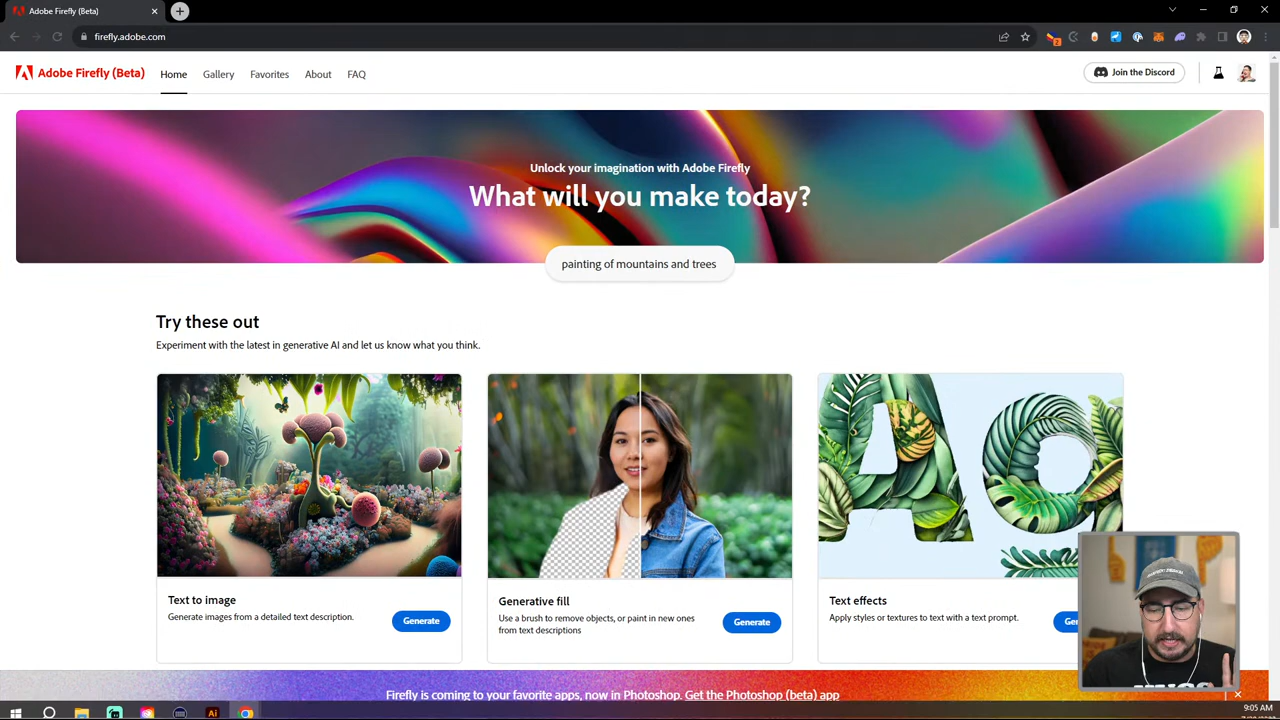 Adobe Firefly (Beta)
firefly.adobe.com
2
Adobe Firefly (Beta)
Home
Gallery
Favorites
About
FAQ
Join the Discord
Unlock your imagination with Adobe Firefly
What will you make today?
painting of mountains and trees
Try these out
Experiment with the latest in generative AI and let us know what you think.
Text to image
Generate images from a detailed text description.
Generate
Generative fill
Use a brush to remove objects, or paint in new ones
from text descriptions
Generate
Text effects
Apply styles or textures to text with a text prompt.
Ge
Firefly is coming to your favorite apps, now in Photoshop. Get the Photoshop (beta) app
Ai
9:05 AM